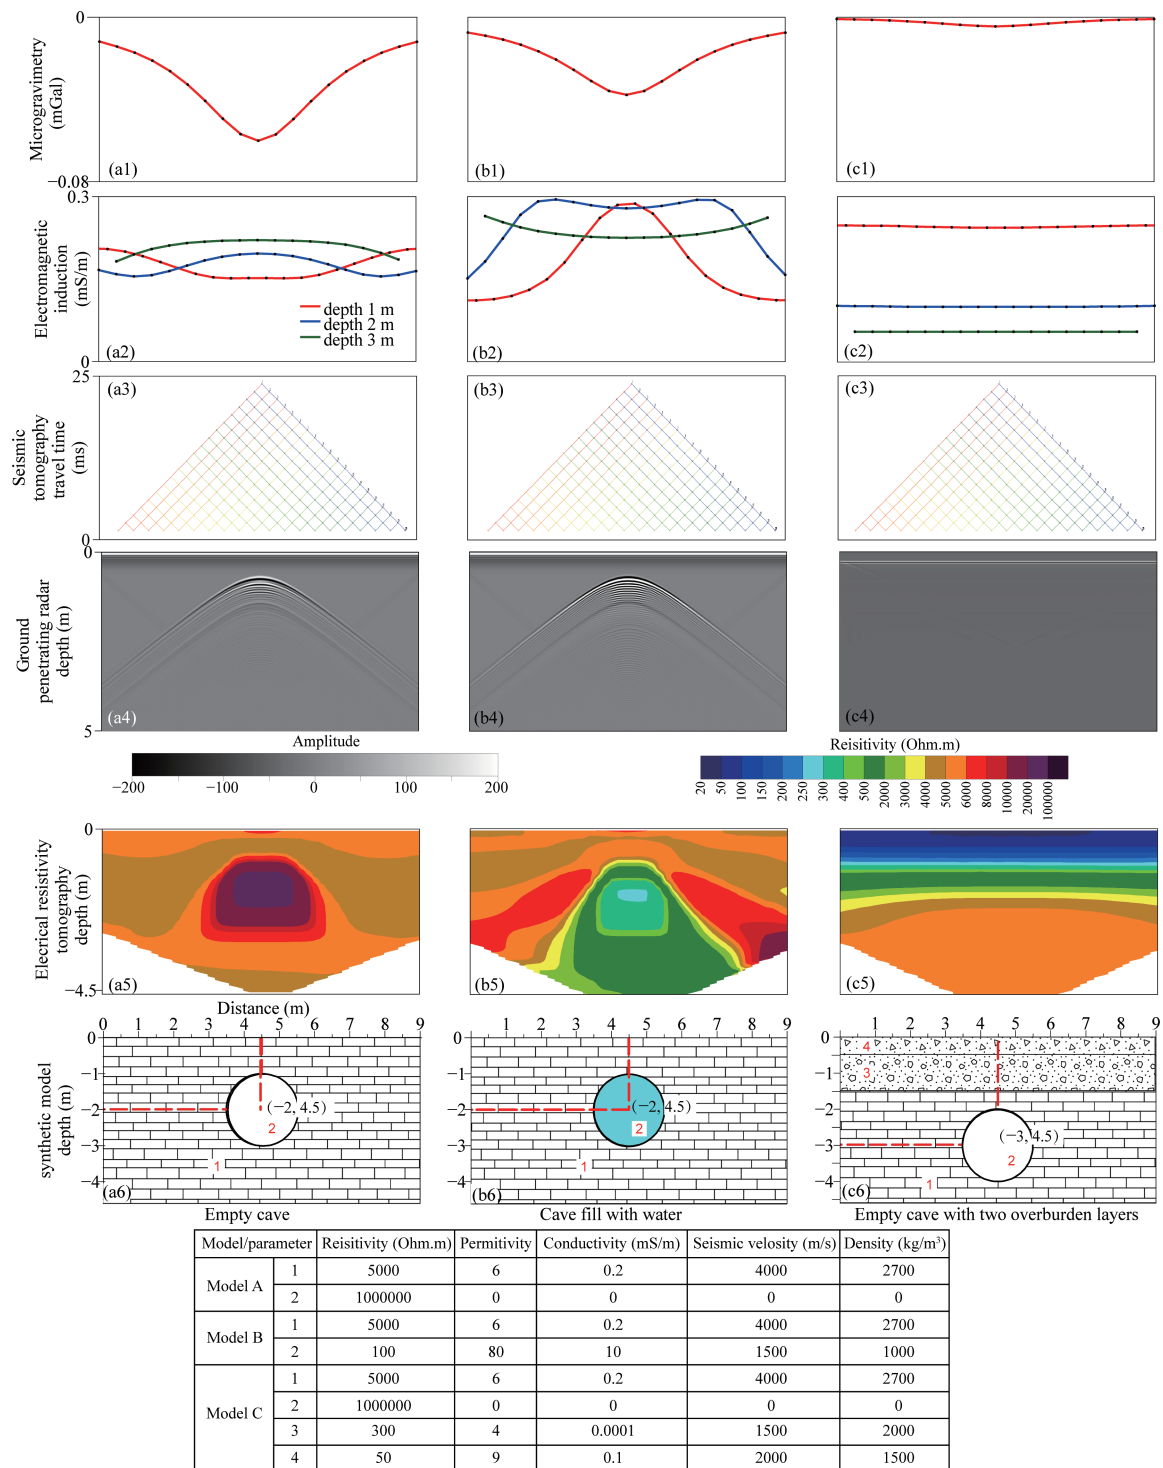 0
Microgravimetry
(mGal)
−0.08
(a1)
(b1)
(c1)
0.3
Electromagnetic
induction
(mS/m)
0
depth 1 m
depth 2 m
depth 3 m
(a2)
(b2)
(c2)
25
Seismic
tomography
travel time
(ms)
0
(a3)
(b3)
(c3)
0
Ground
penetrating radar
depth (m)
5
(a4)
(b4)
(c4)
Amplitude
−200 −100 0 100 200
Reisitivity (Ohm.m)
20 50 100 150 200 250 300 400 500 2000 3000 4000 5000 6000 8000 10000 20000 100000
0
Elecrical resistivity
tomography
depth (m)
−4.5
(a5)
(b5)
(c5)
Distance (m)
0 1 2 3 4 5 6 7 8 9
1 2 3 4 5 6 7 8 9
1 2 3 4 5 6 7 8 9
synthetic model
depth (m)
0
−1
−2
−3
−4
(−2, 4.5)
2
1
(a6)
0
−1
−2
−3
−4
(−2, 4.5)
2
1
(b6)
0
−1
−2
−3
−4
4
3
(−3, 4.5)
2
1
(c6)
Empty cave
Cave fill with water
Empty cave with two overburden layers
Model/parameter Reisitivity (Ohm.m) Permitivity Conductivity (mS/m) Seismic velosity (m/s) Density (kg/m³)
Model A
1 5000 6 0.2 4000 2700
2 1000000 0 0 0 0
Model B
1 5000 6 0.2 4000 2700
2 100 80 10 1500 1000
Model C
1 5000 6 0.2 4000 2700
2 1000000 0 0 0 0
3 300 4 0.0001 1500 2000
4 50 9 0.1 2000 1500